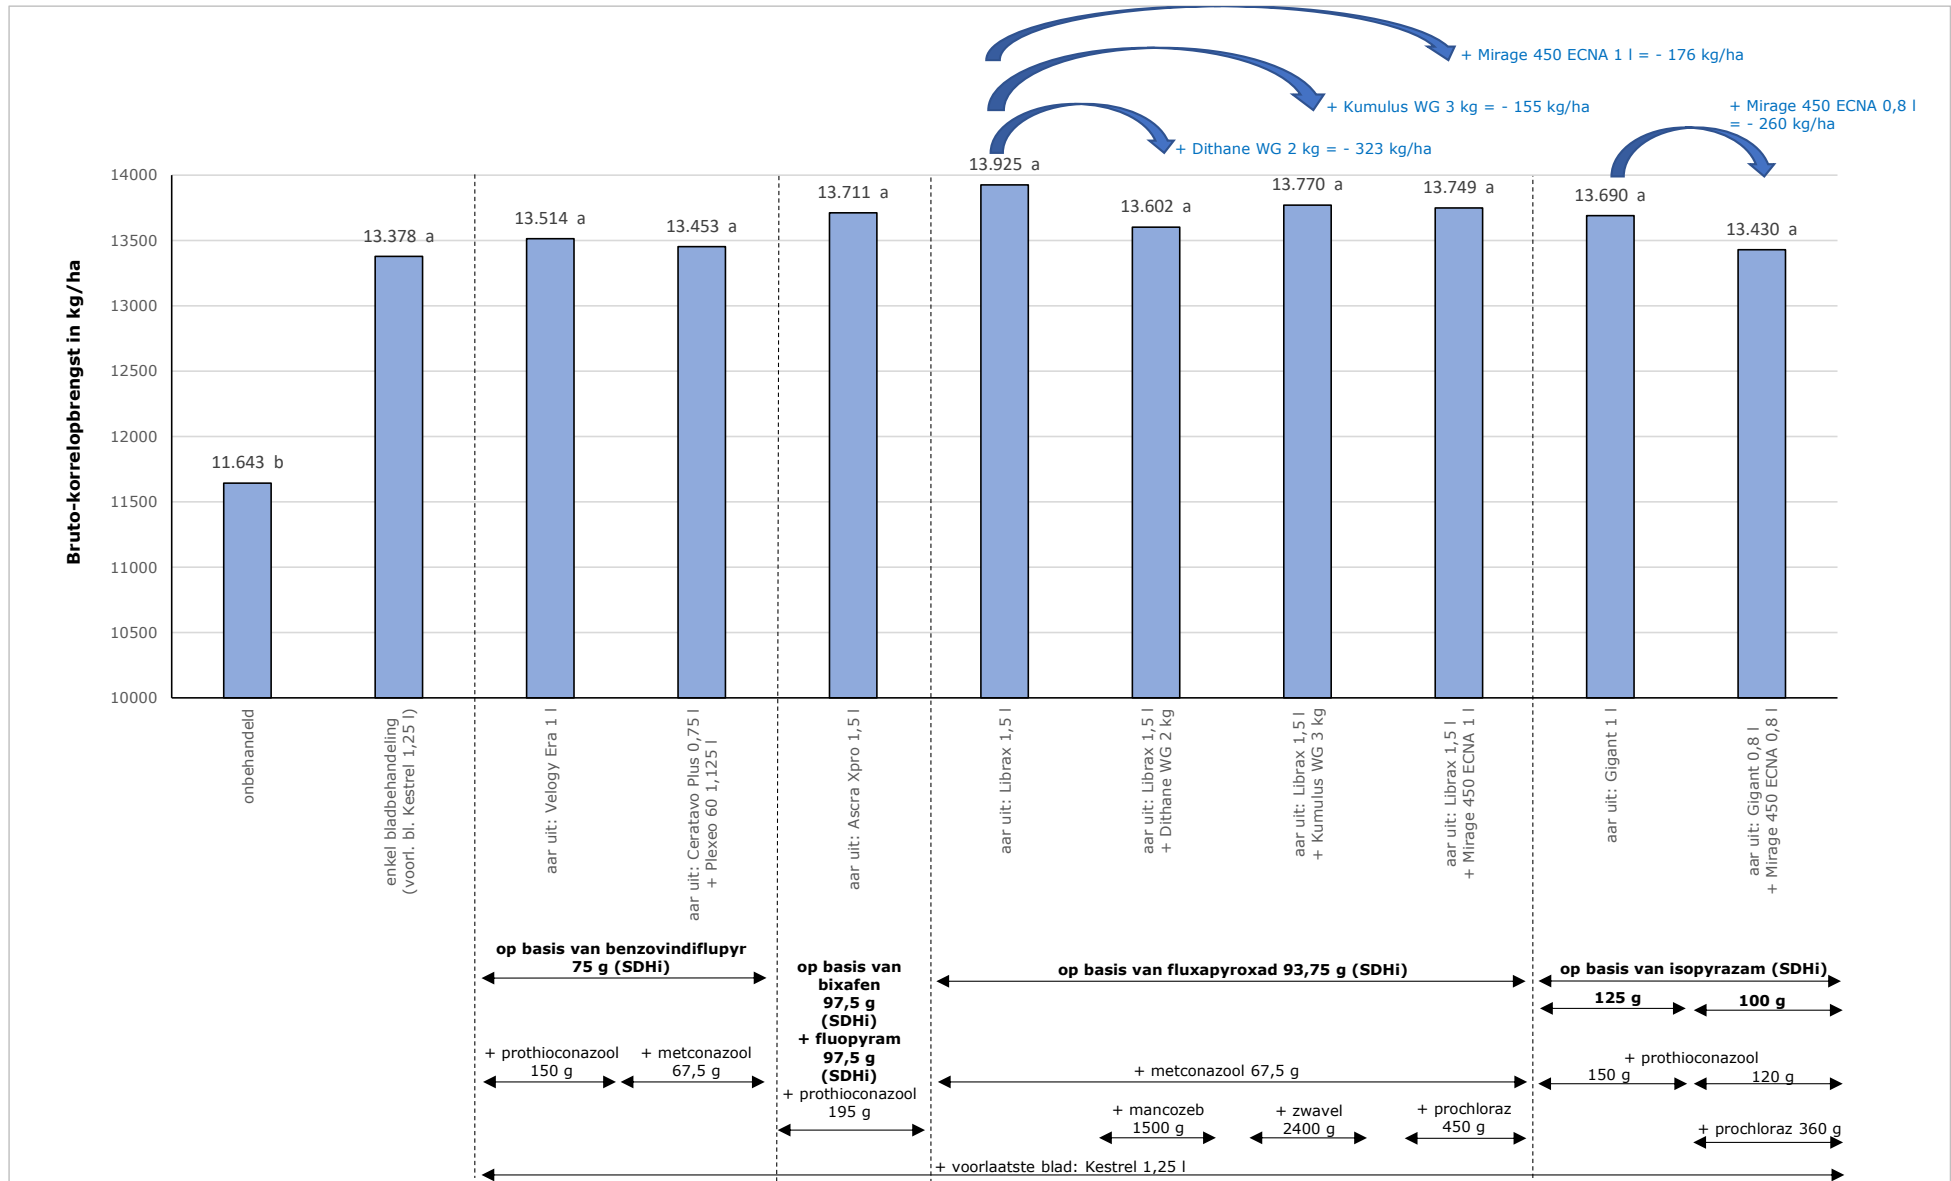 + Mirage 450 ECNA 1 l = - 176 kg/ha
+ Kumulus WG 3 kg = - 155 kg/ha
+ Mirage 450 ECNA 0,8 l
= - 260 kg/ha
+ Dithane WG 2 kg = - 323 kg/ha
Bruto-korrelopbrengst in kg/ha
14000
13500
13000
12500
12000
11500
11000
10500
10000
11.643 b
13.378 a
13.514 a
13.453 a
13.711 a
13.925 a
13.602 a
13.770 a
13.749 a
13.690 a
13.430 a
onbehandeld
enkel bladbehandeling
(voorl. bl. Kestrel 1,25 l)
aar uit: Velogy Era 1 l
aar uit: Ceratavo Plus 0,75 l
+ Plexeo 60 1,125 l
aar uit: Ascra Xpro 1,5 l
aar uit: Librax 1,5 l
aar uit: Librax 1,5 l
+ Dithane WG 2 kg
aar uit: Librax 1,5 l
+ Kumulus WG 3 kg
aar uit: Librax 1,5 l
+ Mirage 450 ECNA 1 l
aar uit: Gigant 1 l
aar uit: Gigant 0,8 l
+ Mirage 450 ECNA 0,8 l
op basis van benzovindiflupyr
75 g (SDHi)
op basis van
bixafen
97,5 g
(SDHi)
+ fluopyram
97,5 g
(SDHi)
+ prothioconazool
195 g
op basis van fluxapyroxad 93,75 g (SDHi)
op basis van isopyrazam (SDHi)
125 g
100 g
+ prothioconazool
150 g
+ metconazool
67,5 g
+ metconazool 67,5 g
+ prothioconazool
150 g
120 g
+ mancozeb
1500 g
+ zwavel
2400 g
+ prochloraz
450 g
+ prochloraz 360 g
+ voorlaatste blad: Kestrel 1,25 l